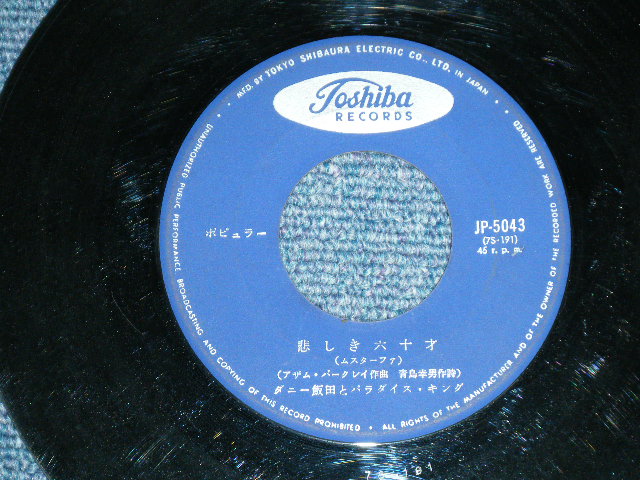 MFD. BY TOKYO SHIBAURA ELECTRIC CO., LTD. IN JAPAN
Toshiba
RECORDS
ポピュラー
JP-5043
(7S-191)
45 r. p. m.
悲しき六十才
(ムスターファ)
(アザム・バークレイ作曲 青島幸男作詩)
ダニー飯田とパラダイス・キング
ALL RIGHTS OF THE MANUFACTURER AND OF THE OWNER OF THE RECORDED WORK ARE RESERVED
UNAUTHORIZED PUBLIC PERFORMANCE BROADCASTING AND COPYING OF THIS RECORD PROHIBITED